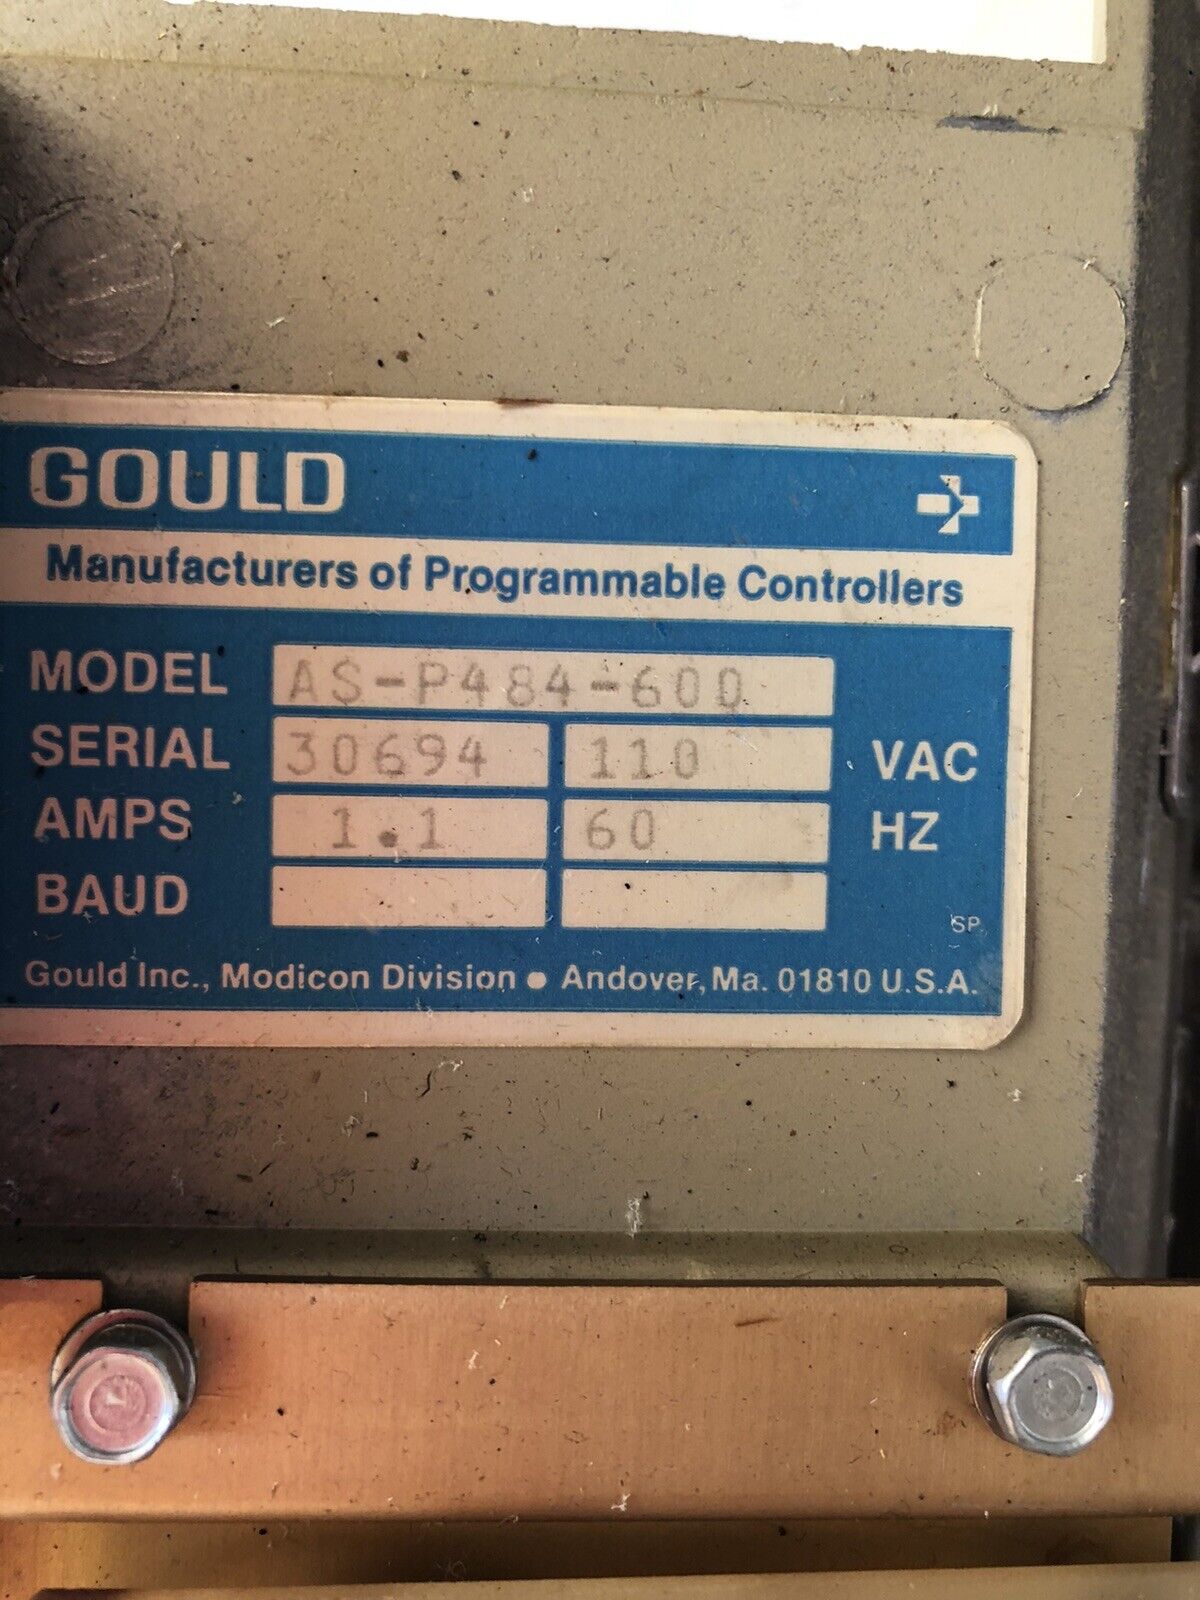 GOULD
Manufacturers of Programmable Controllers
MODEL AS-P484-600
SERIAL 30694 110 VAC
AMPS 1.1 60 HZ
BAUD
SP
Gould Inc., Modicon Division • Andover, Ma. 01810 U.S.A.